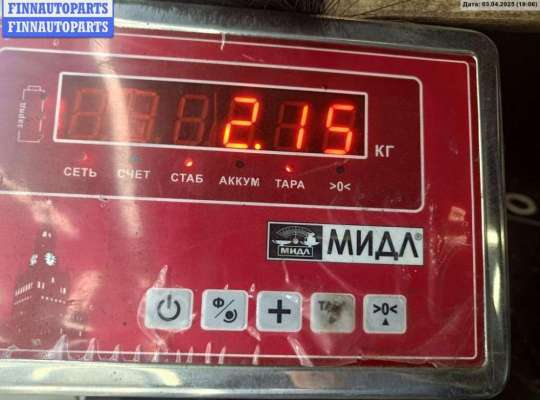 FINNAUTOPARTS
FINNAUTOPARTS
Дата: 03.04.2025 (19:06)
заряд
2.15
КГ
СЕТЬ СЧЕТ СТАБ АККУМ ТАРА >0<
МИДЛ
МИДЛ®
Ф
>0<